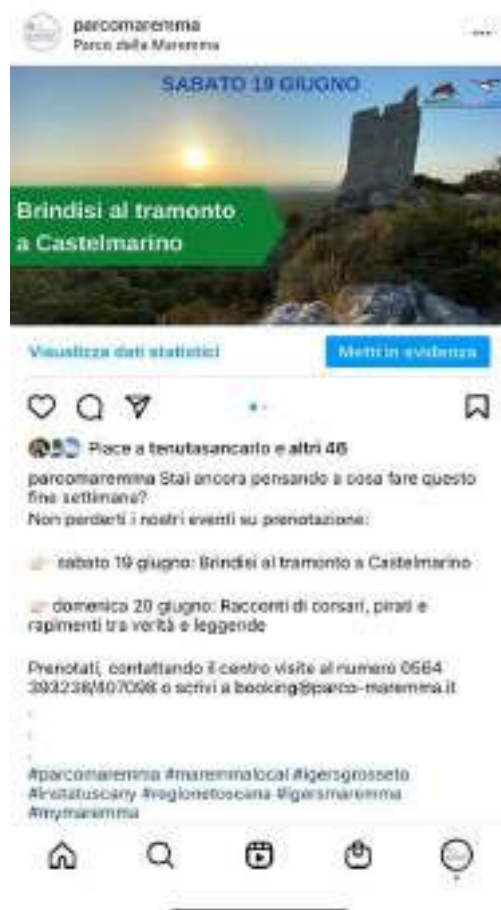 parcomaremma
Parco della Maremma
SABATO 19 GIUGNO
Brindisi al tramonto
a Castelmarino
Visualizza dati statistici
Metti in evidenza
Piace a tenutasancarlo e altri 46
parcomaremma Stai ancora pensando a cosa fare questo
fine settimana?
Non perderti i nostri eventi su prenotazione:
👉🏻 sabato 19 giugno: Brindisi al tramonto a Castelmarino
👉🏻 domenica 20 giugno: Racconti di corsari, pirati e
rapimenti tra verità e leggende
Prenotati, contattando il centro visite al numero 0564
393238/407098 o scrivi a booking@parco-maremma.it
.
.
.
#parcomaremma #maremmalocal #igersgrosseto
#instatuscany #regionetoscana #igersmaremma
#mymaremma